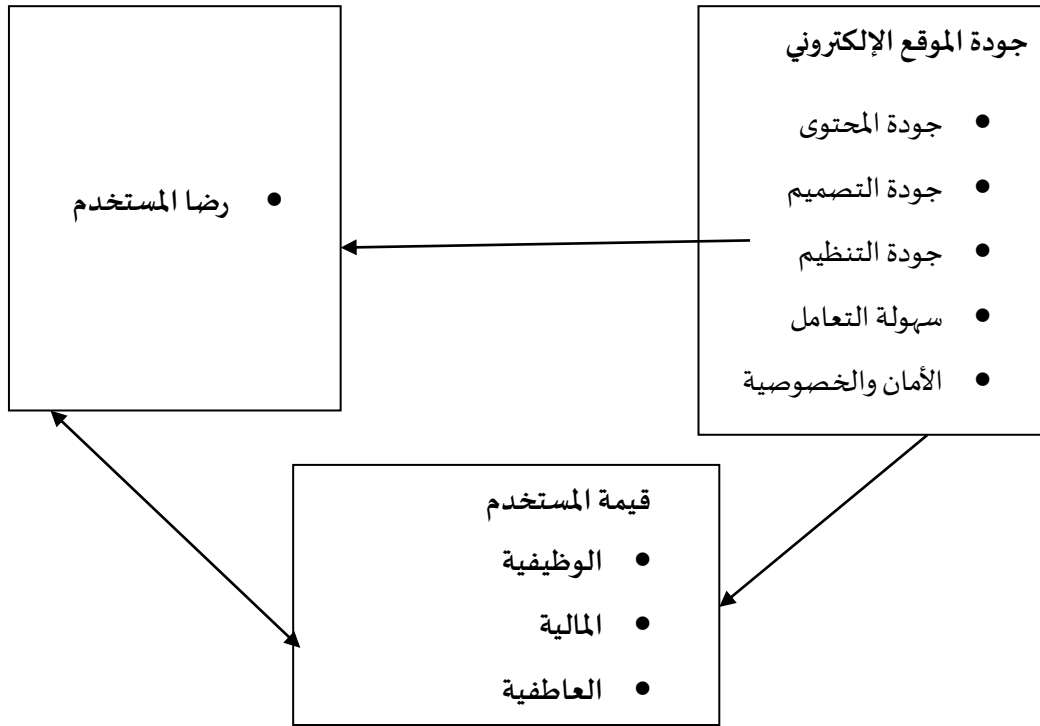 جودة الموقع الإلكتروني
• جودة المحتوى
• جودة التصميم
• جودة التنظيم
• سهولة التعامل
• الأمان والخصوصية
• رضا المستخدم
قيمة المستخدم
• الوظيفية
• المالية
• العاطفية